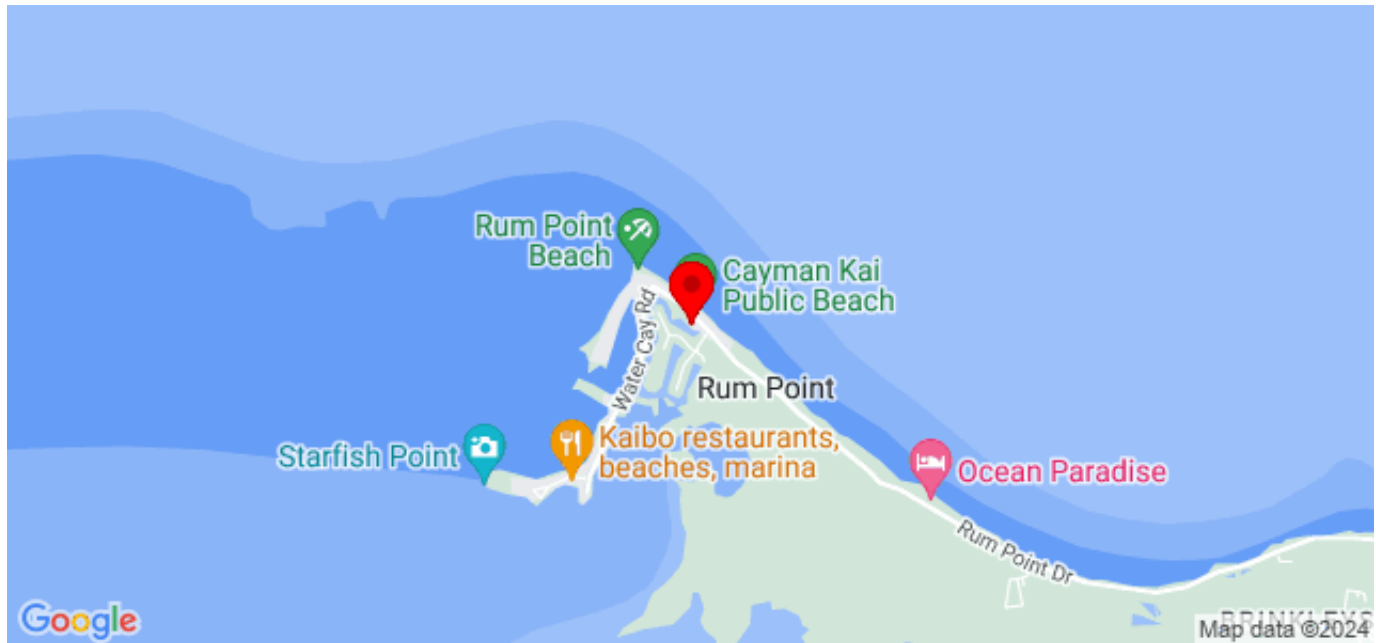 Rum Point
Beach
Cayman Kai
Public Beach
Water Cay Rd
Rum Point
Starfish Point
Kaibo restaurants,
beaches, marina
Ocean Paradise
Rum Point Dr
BRINKLEYS
Google
Map data ©2024